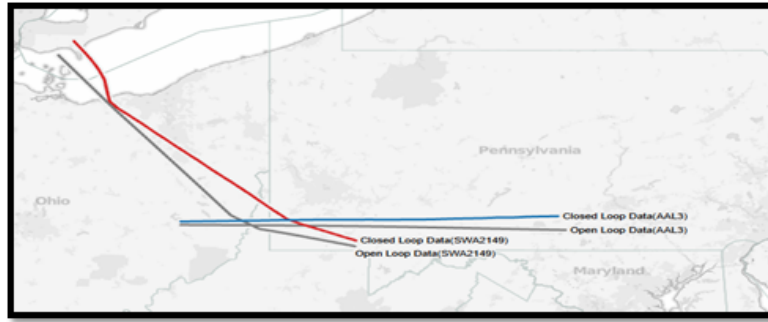 Pennsylvania
Ohio
Closed Loop Data(AAL3)
Open Loop Data(AAL3)
Closed Loop Data(SWA2149)
Open Loop Data(SWA2149)
Maryland